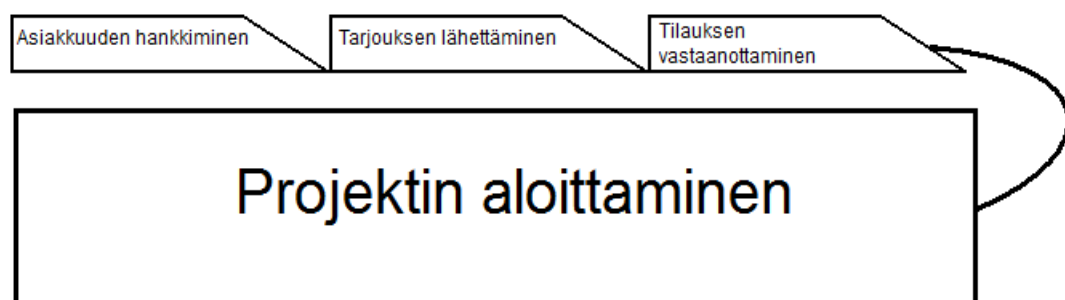 Asiakkuuden hankkiminen
Tarjouksen lähettäminen
Tilauksen
vastaanottaminen
Projektin aloittaminen